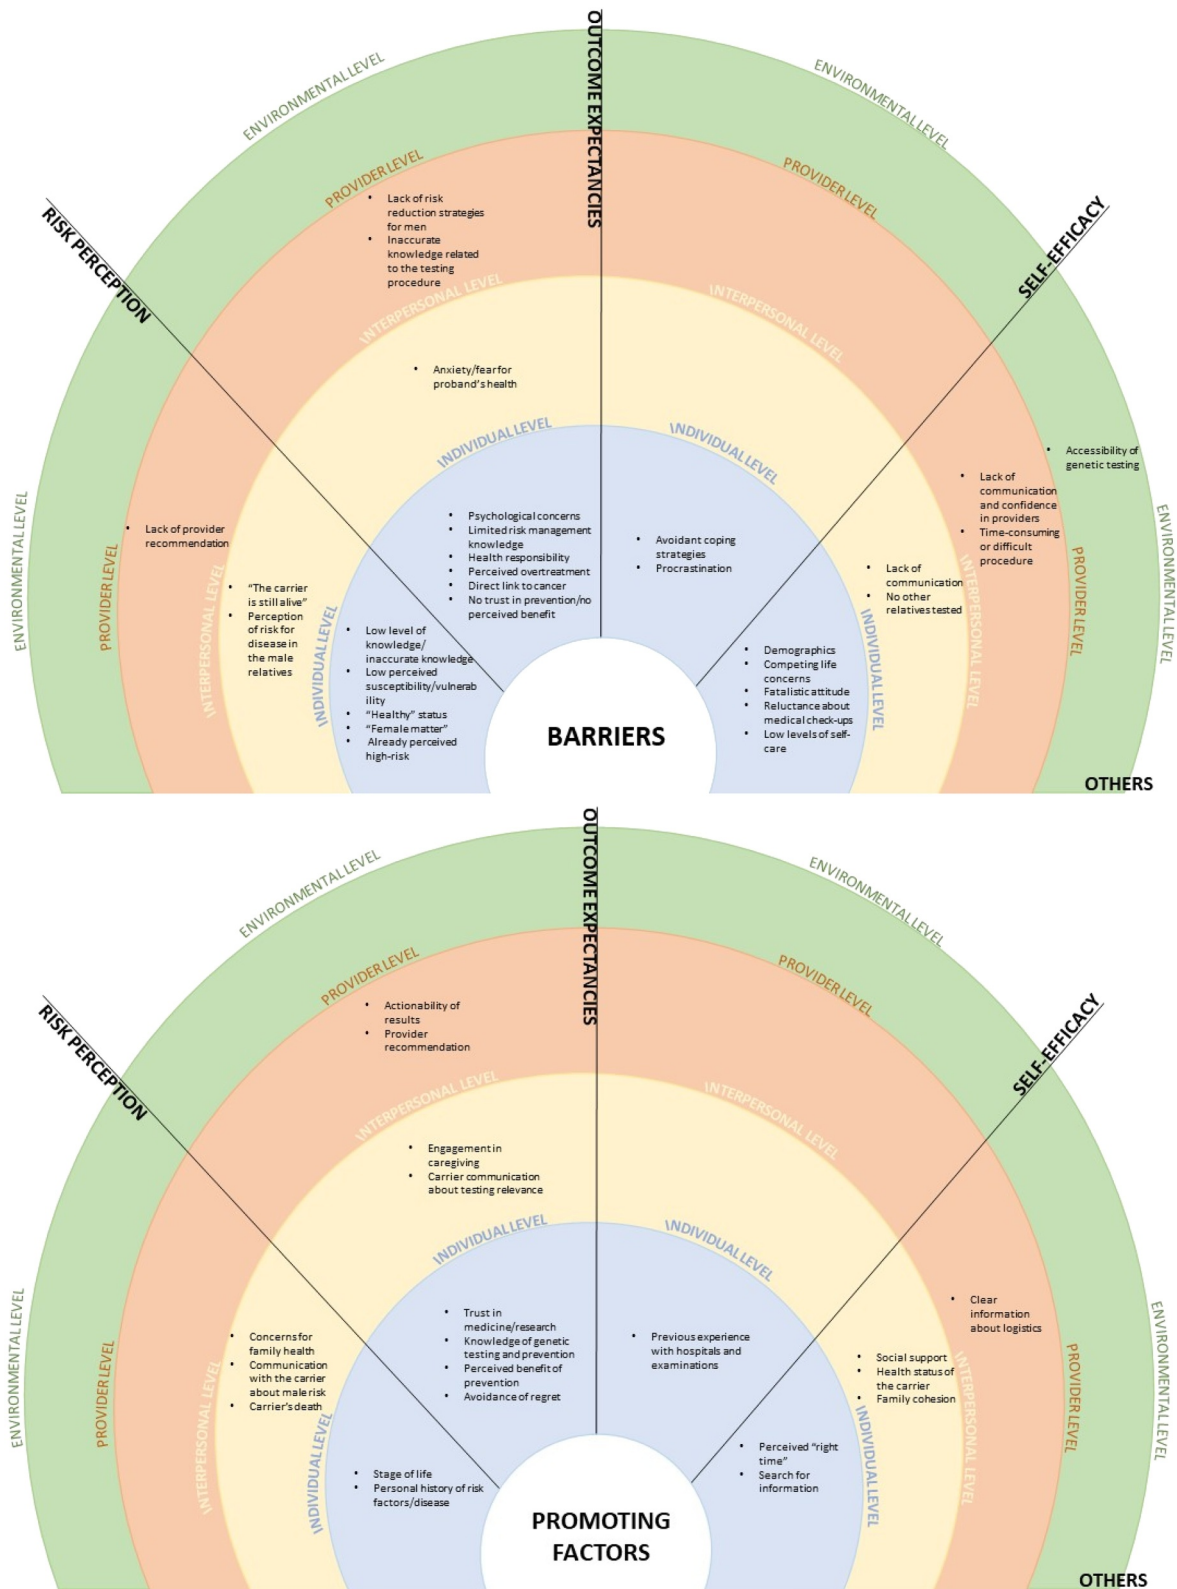 OUTCOME EXPECTANCIES
ENVIRONMENTAL LEVEL
ENVIRONMENTAL LEVEL
PROVIDER LEVEL
PROVIDER LEVEL
• Lack of risk
reduction strategies
for men
• Inaccurate
knowledge related
to the testing
procedure
RISK PERCEPTION
SELF-EFFICACY
INTERPERSONAL LEVEL
INTERPERSONAL LEVEL
• Anxiety/fear for
proband's health
INDIVIDUAL LEVEL
INDIVIDUAL LEVEL
• Psychological concerns
• Limited risk management
knowledge
• Health responsibility
• Perceived overtreatment
• Direct link to cancer
• No trust in prevention/no
perceived benefit
• Avoidant coping
strategies
• Procrastination
ENVIRONMENTAL LEVEL
PROVIDER LEVEL
• Lack of provider
recommendation
INTERPERSONAL LEVEL
• “The carrier
is still alive”
• Perception
of risk for
disease in
the male
relatives
INDIVIDUAL LEVEL
• Low level of
knowledge/
inaccurate knowledge
• Low perceived
susceptibility/vulnerab
ility
• “Healthy” status
• “Female matter”
• Already perceived
high-risk
• Demographics
• Competing life
concerns
• Fatalistic attitude
• Reluctance about
medical check-ups
• Low levels of self-
care
INDIVIDUAL LEVEL
• Lack of
communication
• No other
relatives tested
INTERPERSONAL LEVEL
• Lack of
communication
and confidence
in providers
• Time-consuming
or difficult
procedure
PROVIDER LEVEL
• Accessibility of
genetic testing
ENVIRONMENTAL LEVEL
BARRIERS
OTHERS
OUTCOME EXPECTANCIES
ENVIRONMENTAL LEVEL
ENVIRONMENTAL LEVEL
PROVIDER LEVEL
PROVIDER LEVEL
• Actionability of
results
• Provider
recommendation
RISK PERCEPTION
SELF-EFFICACY
INTERPERSONAL LEVEL
INTERPERSONAL LEVEL
• Engagement in
caregiving
• Carrier communication
about testing relevance
INDIVIDUAL LEVEL
INDIVIDUAL LEVEL
• Trust in
medicine/research
• Knowledge of genetic
testing and prevention
• Perceived benefit of
prevention
• Avoidance of regret
• Previous experience
with hospitals and
examinations
ENVIRONMENTAL LEVEL
PROVIDER LEVEL
INTERPERSONAL LEVEL
• Concerns for
family health
• Communication
with the carrier
about male risk
• Carrier's death
INDIVIDUAL LEVEL
• Stage of life
• Personal history of risk
factors/disease
• Perceived “right
time”
• Search for
information
INDIVIDUAL LEVEL
• Social support
• Health status of
the carrier
• Family cohesion
INTERPERSONAL LEVEL
• Clear
information
about logistics
PROVIDER LEVEL
ENVIRONMENTAL LEVEL
PROMOTING
FACTORS
OTHERS